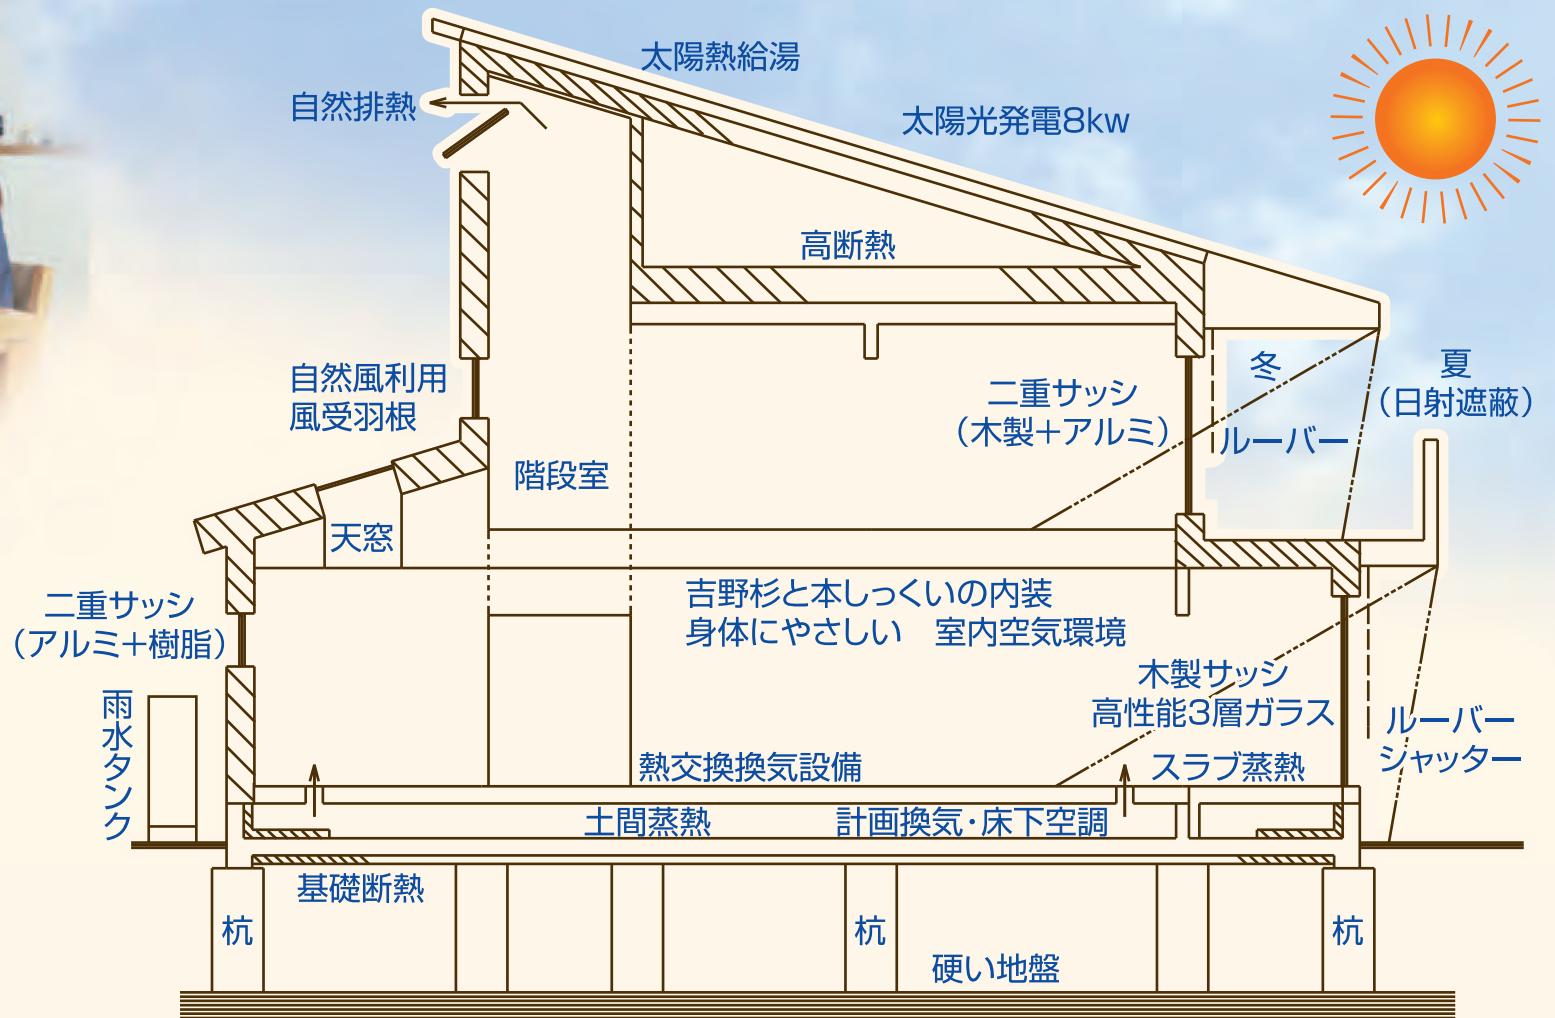 太陽熱給湯
自然排熱
太陽光発電8kw
高断熱
自然風利用
風受羽根
二重サッシ
（木製＋アルミ）
冬
夏
（日射遮蔽）
ルーバー
階段室
天窓
吉野杉と本しっくいの内装
身体にやさしい　室内空気環境
二重サッシ
（アルミ＋樹脂）
木製サッシ
高性能3層ガラス
雨水タンク
ルーバー
シャッター
熱交換換気設備
スラブ蒸熱
土間蒸熱
計画換気・床下空調
基礎断熱
杭
杭
杭
硬い地盤